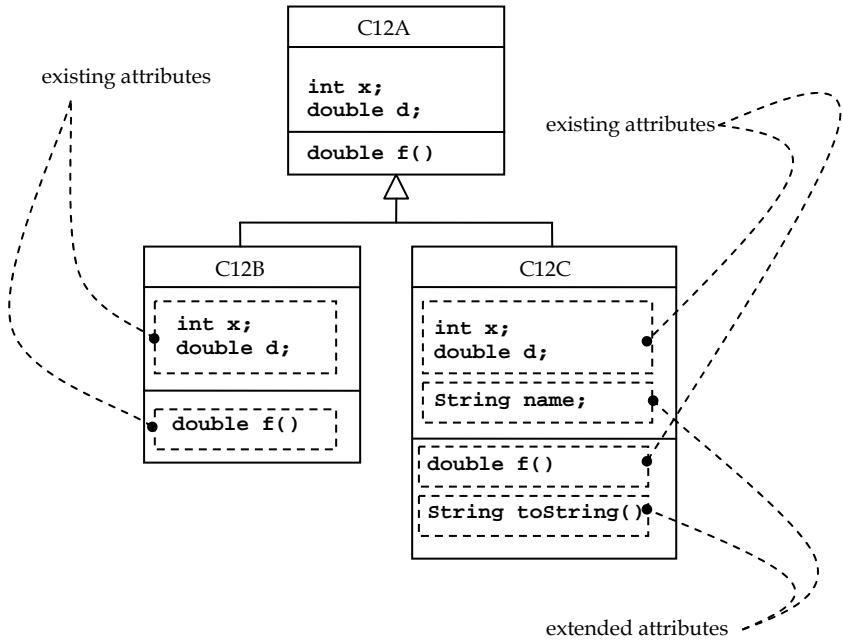 C12A
existing attributes
int x;
double d;
existing attributes
double f()
C12B
C12C
int x;
double d;
int x;
double d;
String name;
double f()
double f()
String toString()
extended attributes